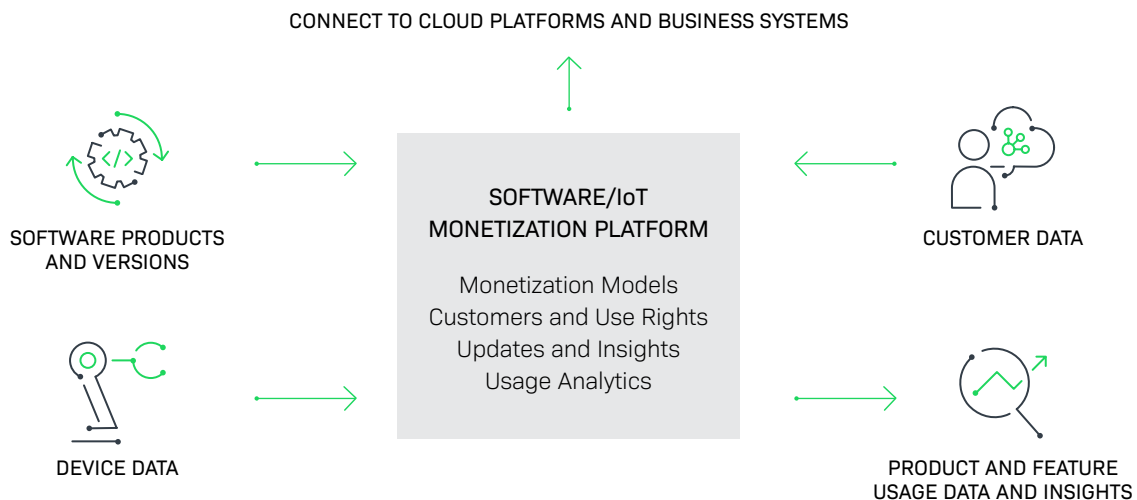 CONNECT TO CLOUD PLATFORMS AND BUSINESS SYSTEMS
</>
SOFTWARE PRODUCTS
AND VERSIONS
DEVICE DATA
SOFTWARE/IoT
MONETIZATION PLATFORM
Monetization Models
Customers and Use Rights
Updates and Insights
Usage Analytics
CUSTOMER DATA
PRODUCT AND FEATURE
USAGE DATA AND INSIGHTS